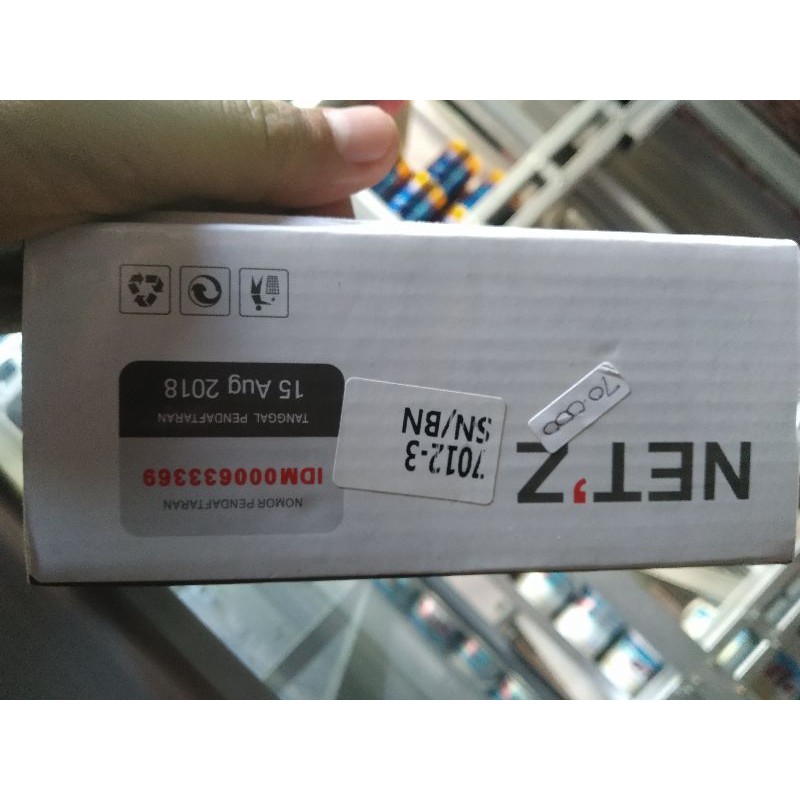 NET'Z
7012-3
SN/BN
70.000
NOMOR PENDAFTARAN
IDM000633369
TANGGAL PENDAFTARAN
15 Aug 2018